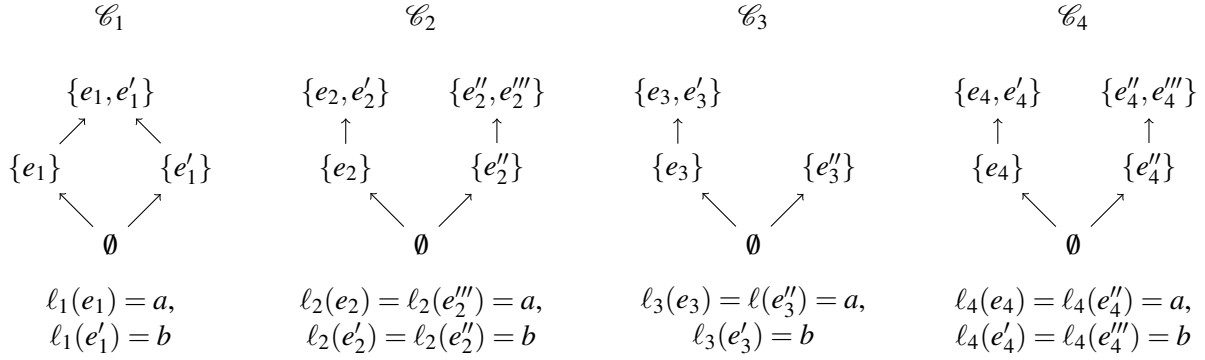 𝒞₁ 𝒞₂ 𝒞₃ 𝒞₄
{e₁, e′₁} {e₂, e′₂} {e″₂, e‴₂} {e₃, e′₃} {e₄, e′₄} {e″₄, e‴₄}
{e₁} {e′₁} {e₂} {e″₂} {e₃} {e″₃} {e₄} {e″₄}
∅ ∅ ∅ ∅
ℓ₁(e₁) = a, ℓ₂(e₂) = ℓ₂(e‴₂) = a, ℓ₃(e₃) = ℓ(e″₃) = a, ℓ₄(e₄) = ℓ₄(e″₄) = a,
ℓ₁(e′₁) = b ℓ₂(e′₂) = ℓ₂(e″₂) = b ℓ₃(e′₃) = b ℓ₄(e′₄) = ℓ₄(e‴₄) = b